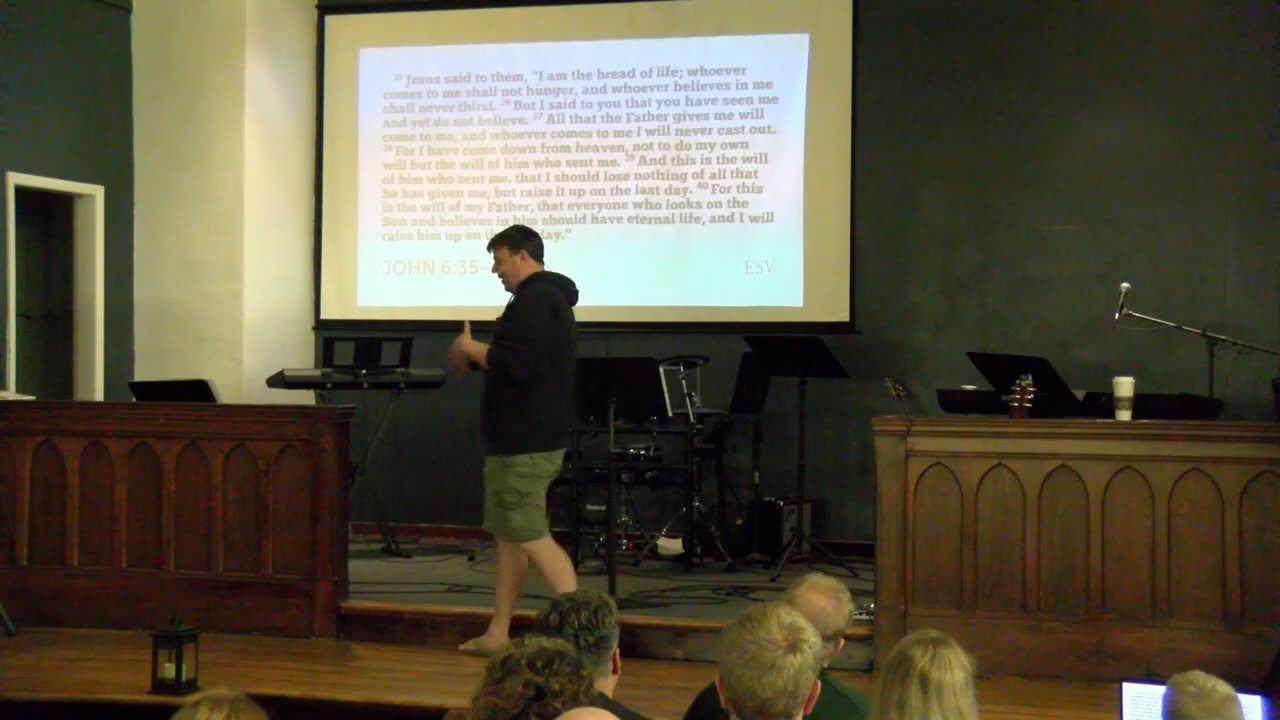 35 Jesus said to them, "I am the bread of life; whoever
comes to me shall not hunger, and whoever believes in me
shall never thirst. 36 But I said to you that you have seen me
and yet do not believe. 37 All that the Father gives me will
come to me, and whoever comes to me I will never cast out.
38 For I have come down from heaven, not to do my own
will but the will of him who sent me. 39 And this is the will
of him who sent me, that I should lose nothing of all that
he has given me, but raise it up on the last day. 40 For this
is the will of my Father, that everyone who looks on the
Son and believes in him should have eternal life, and I will
raise him up on day."
JOHN 6:35–
ESV